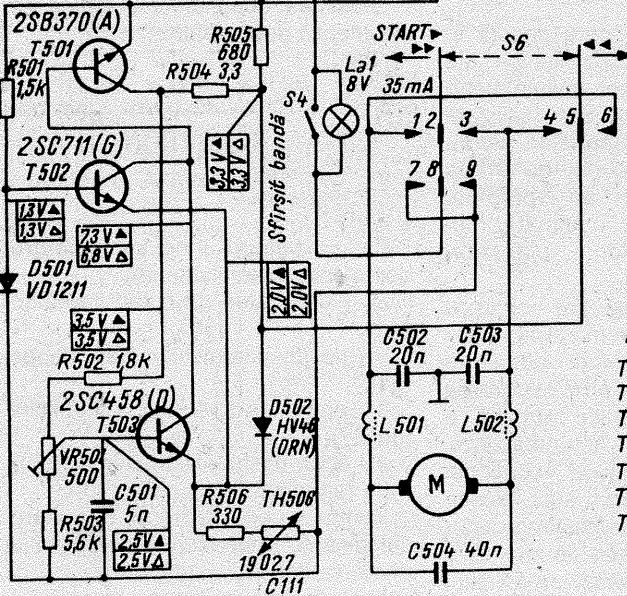 2SB370(A)
T501
R501
1,5k
R504 3,3
R505
680
START
S6
La1
8V
35mA
S4
1 2 3 4 5 6
7 8 9
2SC711(G)
T502
3,3V▲
3,3V△
Sfîrșit bandă
1,3V▲
1,3V△
7,3V▲
6,8V△
D501
VD1211
2,0V▲
2,0V△
3,5V▲
3,5V△
R502 1,8k
C502
20n
C503
20n
2SC458(D)
T503
D502
HV46
(ORN)
L501
L502
VR501
500
C501
5n
R506
330
TH506
M
R503
5,6k
2,5V▲
2,5V△
19027
C111
C504 40n
T
T
T
T
T
T
T